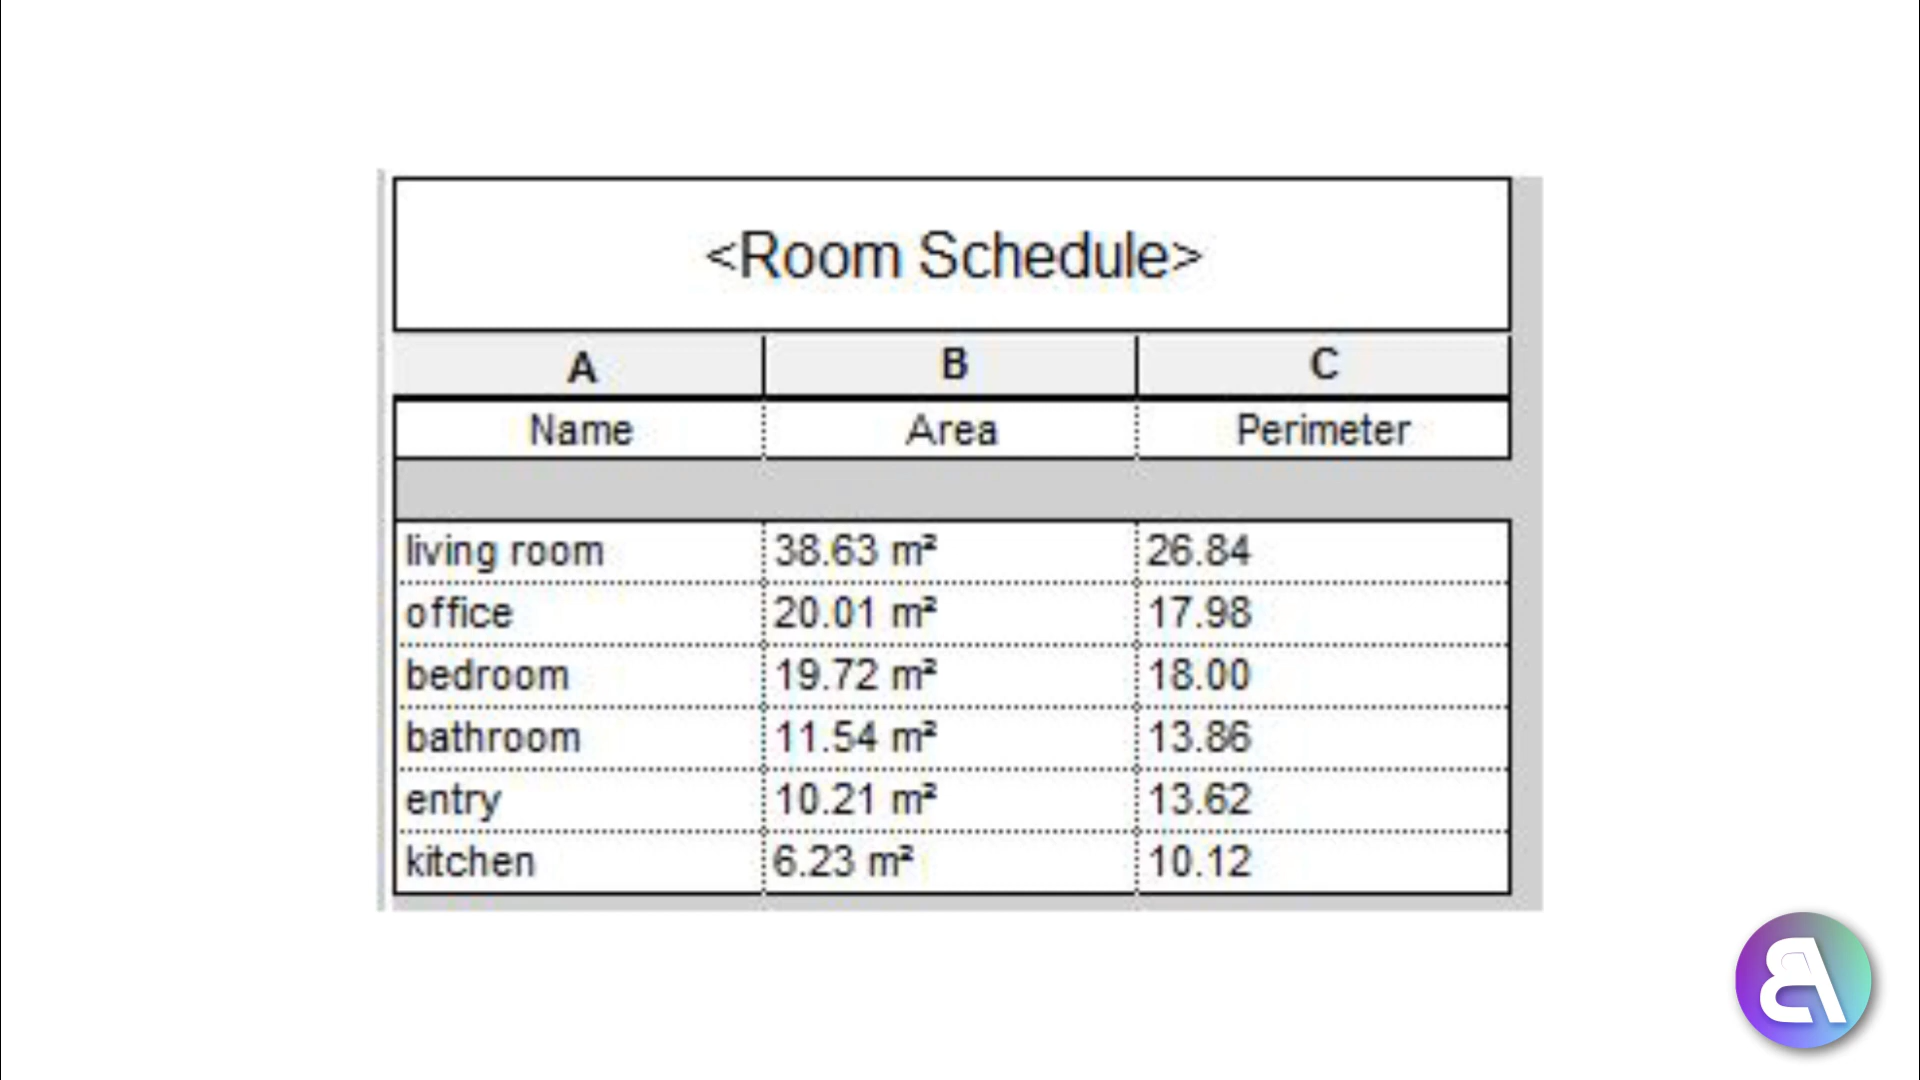 <Room Schedule>
A B C
Name Area Perimeter
living room 38.63 m² 26.84
office 20.01 m² 17.98
bedroom 19.72 m² 18.00
bathroom 11.54 m² 13.86
entry 10.21 m² 13.62
kitchen 6.23 m² 10.12